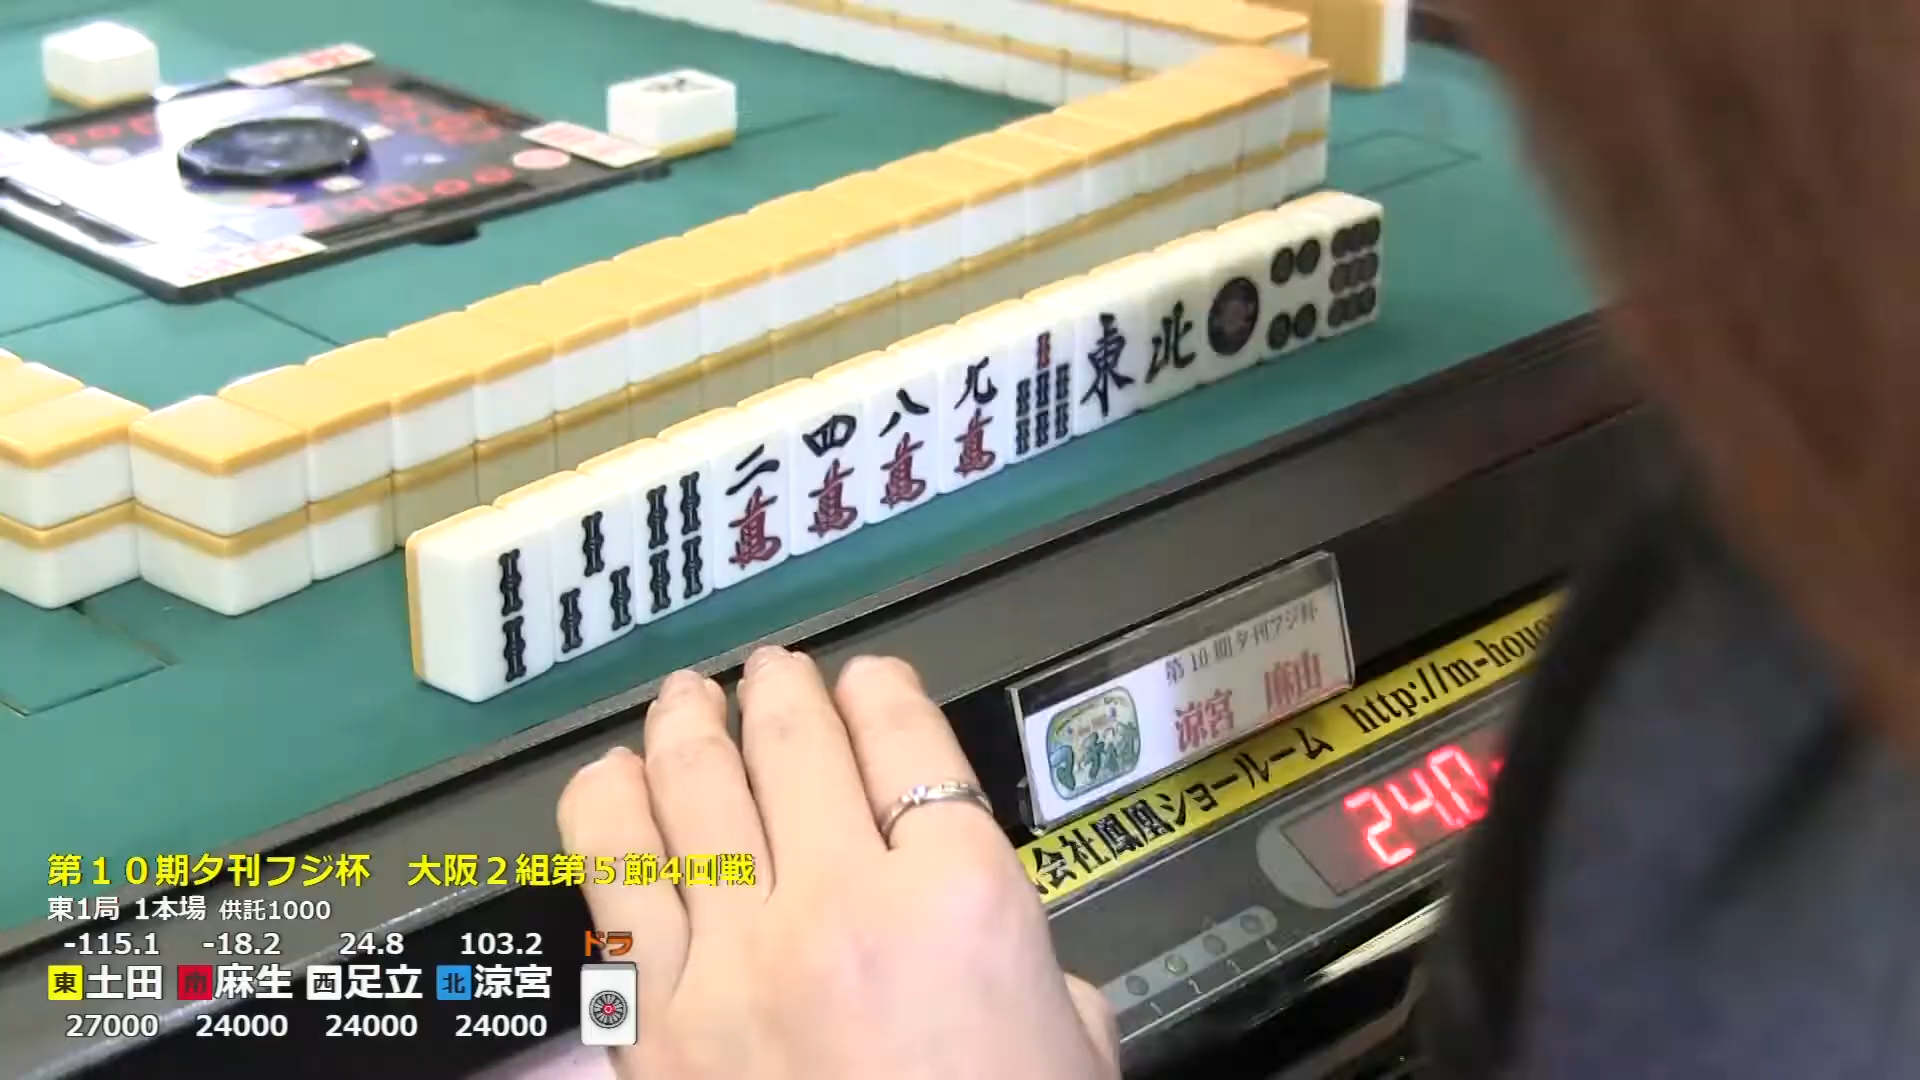 二萬 四萬 八萬 九萬 東 北
第10期夕刊フジ杯
涼宮 麻山
会社鳳凰ショールーム http://m-hou
240
第１０期夕刊フジ杯 大阪２組第５節4回戦
東1局 1本場 供託1000
-115.1 -18.2 24.8 103.2 ドラ
東 土田 南 麻生 西 足立 北 涼宮
27000 24000 24000 24000